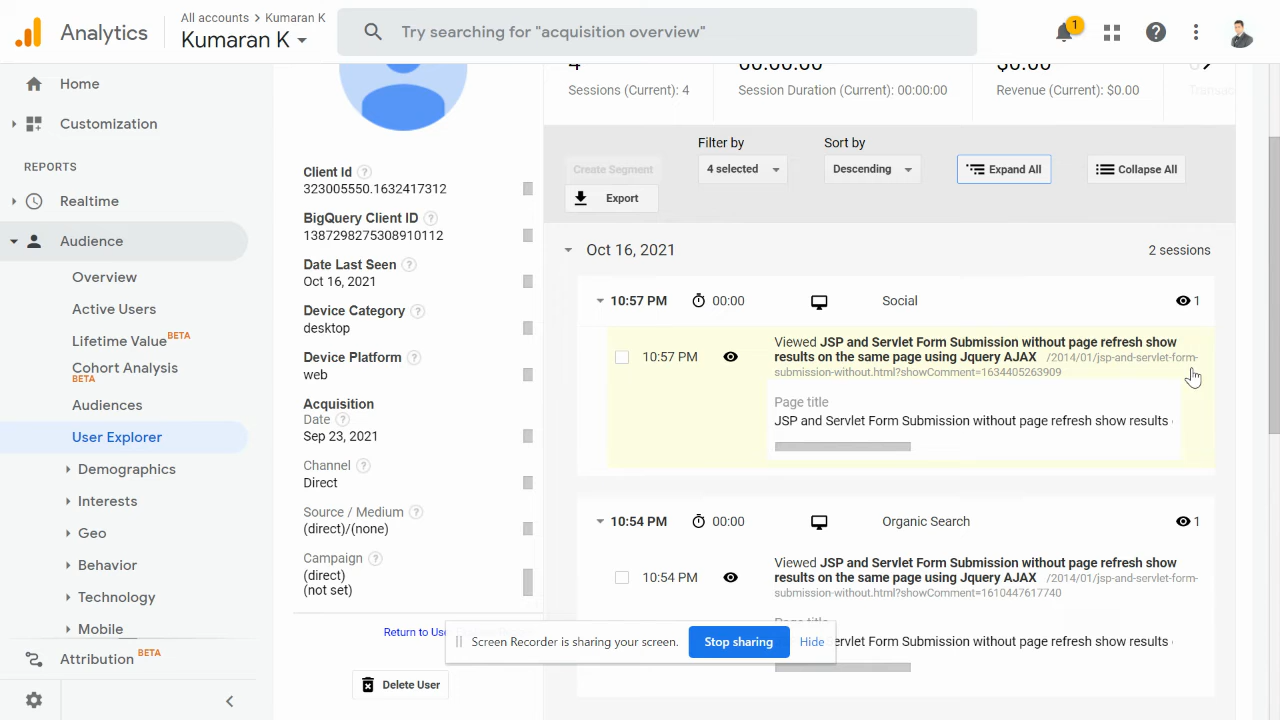 Analytics
All accounts > Kumaran K
Kumaran K
Try searching for "acquisition overview"
1
Home
Customization
REPORTS
Realtime
Audience
Overview
Active Users
Lifetime Value BETA
Cohort Analysis
BETA
Audiences
User Explorer
Demographics
Interests
Geo
Behavior
Technology
Mobile
Attribution BETA
Client Id
323005550.1632417312
BigQuery Client ID
1387298275308910112
Date Last Seen
Oct 16, 2021
Device Category
desktop
Device Platform
web
Acquisition
Date
Sep 23, 2021
Channel
Direct
Source / Medium
(direct)/(none)
Campaign
(direct)
(not set)
Return to Us
Delete User
4 00:00:00 $0.00
Sessions (Current): 4 Session Duration (Current): 00:00:00 Revenue (Current): $0.00 Transac
Filter by Sort by
Create Segment 4 selected Descending Expand All Collapse All
Export
Oct 16, 2021 2 sessions
10:57 PM 00:00 Social 1
10:57 PM Viewed JSP and Servlet Form Submission without page refresh show
results on the same page using Jquery AJAX /2014/01/jsp-and-servlet-form-
submission-without.html?showComment=1634405263909
Page title
JSP and Servlet Form Submission without page refresh show results
10:54 PM 00:00 Organic Search 1
10:54 PM Viewed JSP and Servlet Form Submission without page refresh show
results on the same page using Jquery AJAX /2014/01/jsp-and-servlet-form-
submission-without.html?showComment=1610447617740
Page title
ervlet Form Submission without page refresh show results
Screen Recorder is sharing your screen. Stop sharing Hide